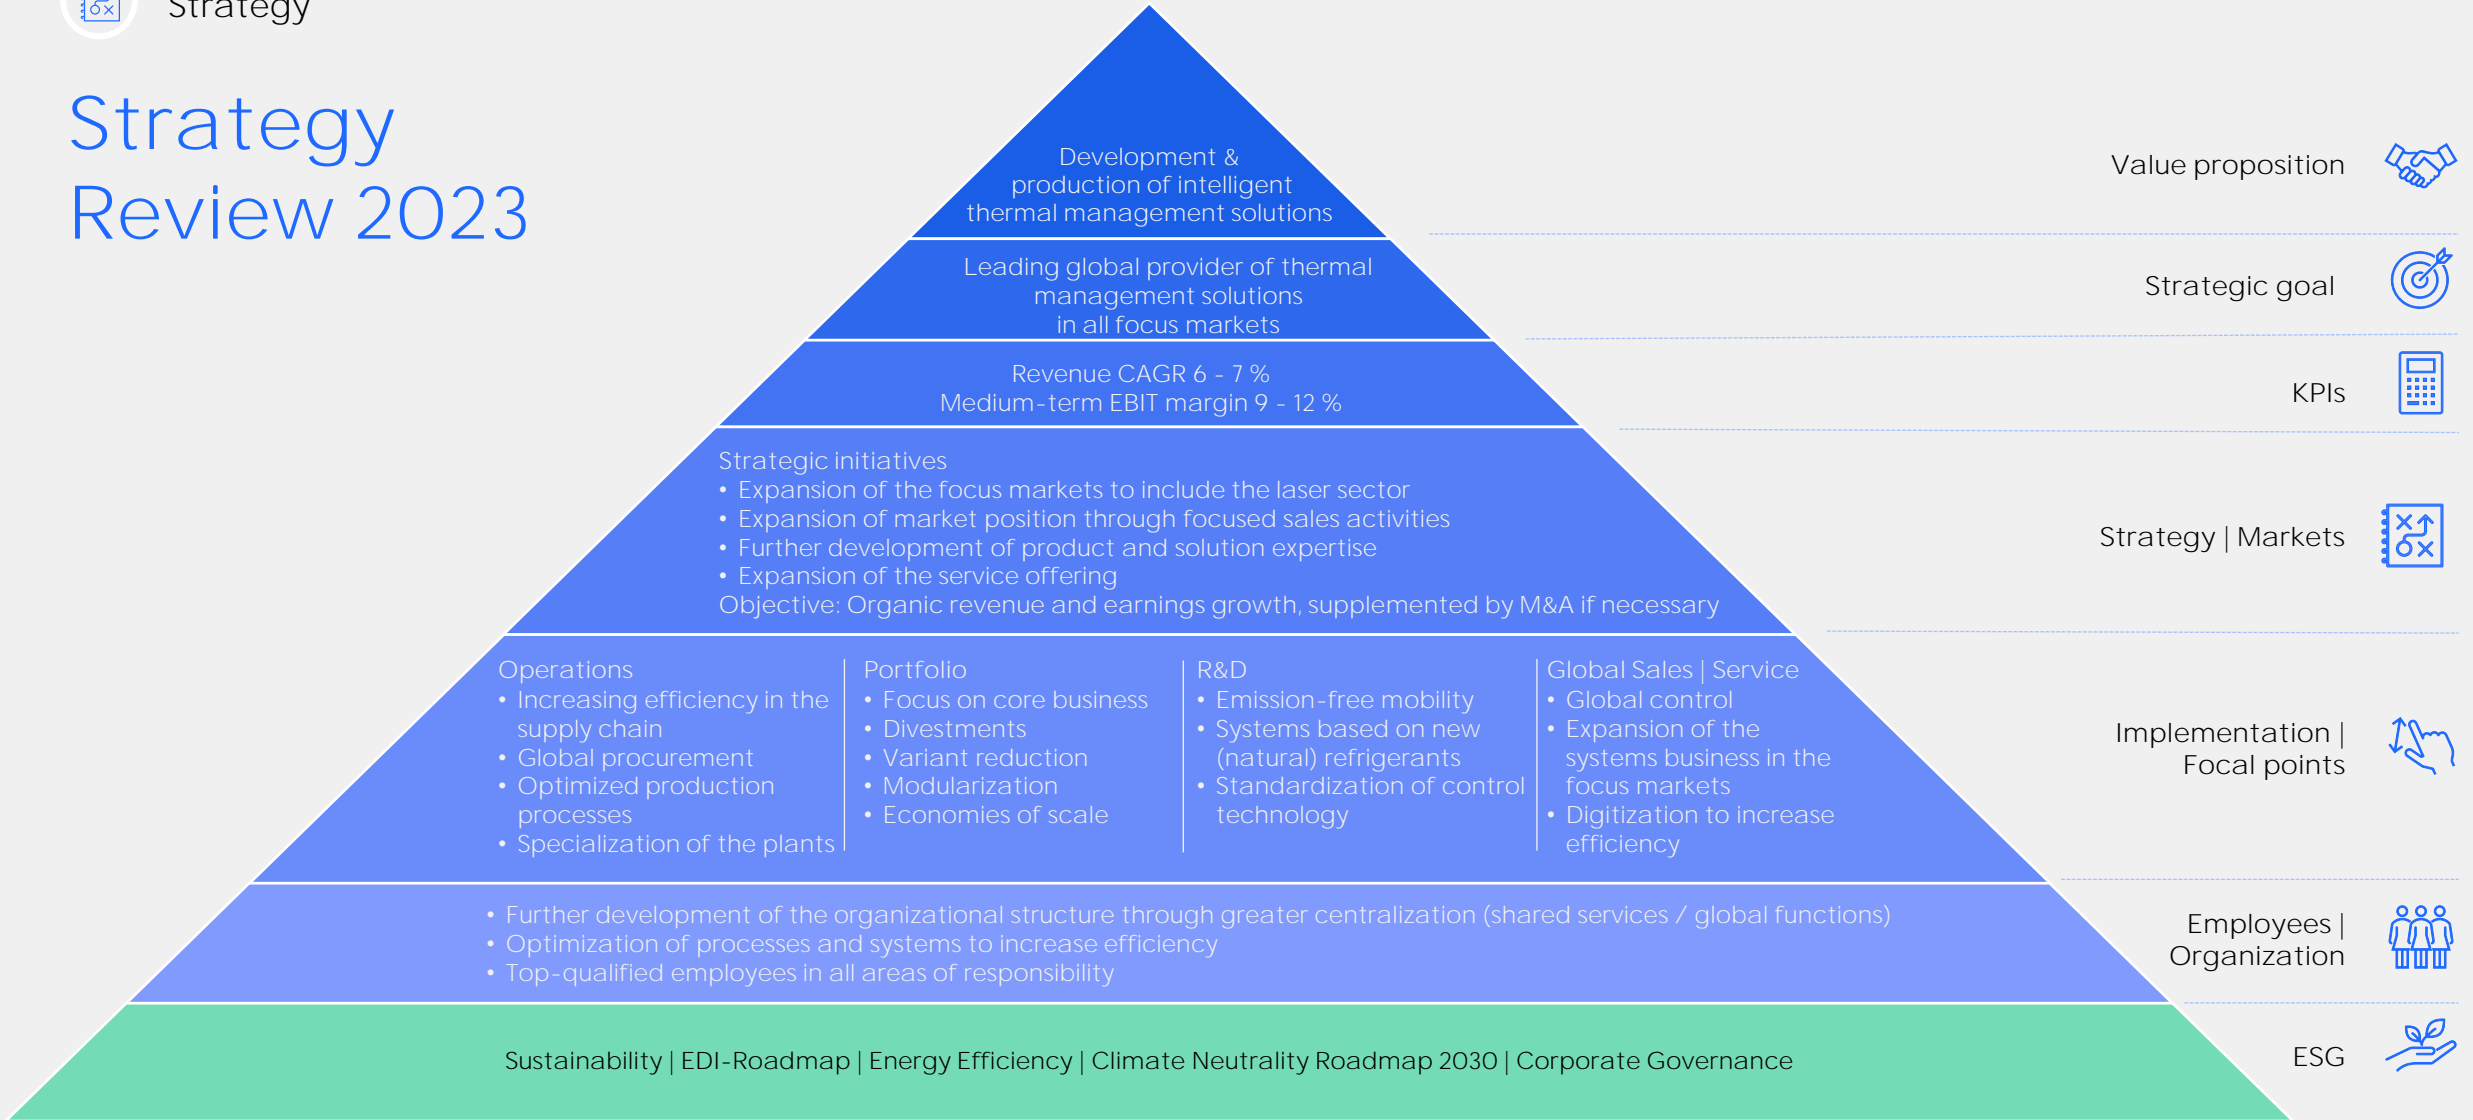 Strategy
Strategy
Review 2023
Development &
production of intelligent
thermal management solutions
Value proposition
Leading global provider of thermal
management solutions
in all focus markets
Strategic goal
Revenue CAGR 6 - 7 %
Medium-term EBIT margin 9 - 12 %
KPIs
Strategic initiatives
• Expansion of the focus markets to include the laser sector
• Expansion of market position through focused sales activities
• Further development of product and solution expertise
• Expansion of the service offering
Objective: Organic revenue and earnings growth, supplemented by M&A if necessary
Strategy | Markets
Operations
• Increasing efficiency in the
supply chain
• Global procurement
• Optimized production
processes
• Specialization of the plants
Portfolio
• Focus on core business
• Divestments
• Variant reduction
• Modularization
• Economies of scale
R&D
• Emission-free mobility
• Systems based on new
(natural) refrigerants
• Standardization of control
technology
Global Sales | Service
• Global control
• Expansion of the
systems business in the
focus markets
• Digitization to increase
efficiency
Implementation |
Focal points
• Further development of the organizational structure through greater centralization (shared services / global functions)
• Optimization of processes and systems to increase efficiency
• Top-qualified employees in all areas of responsibility
Employees |
Organization
Sustainability | EDI-Roadmap | Energy Efficiency | Climate Neutrality Roadmap 2030 | Corporate Governance
ESG